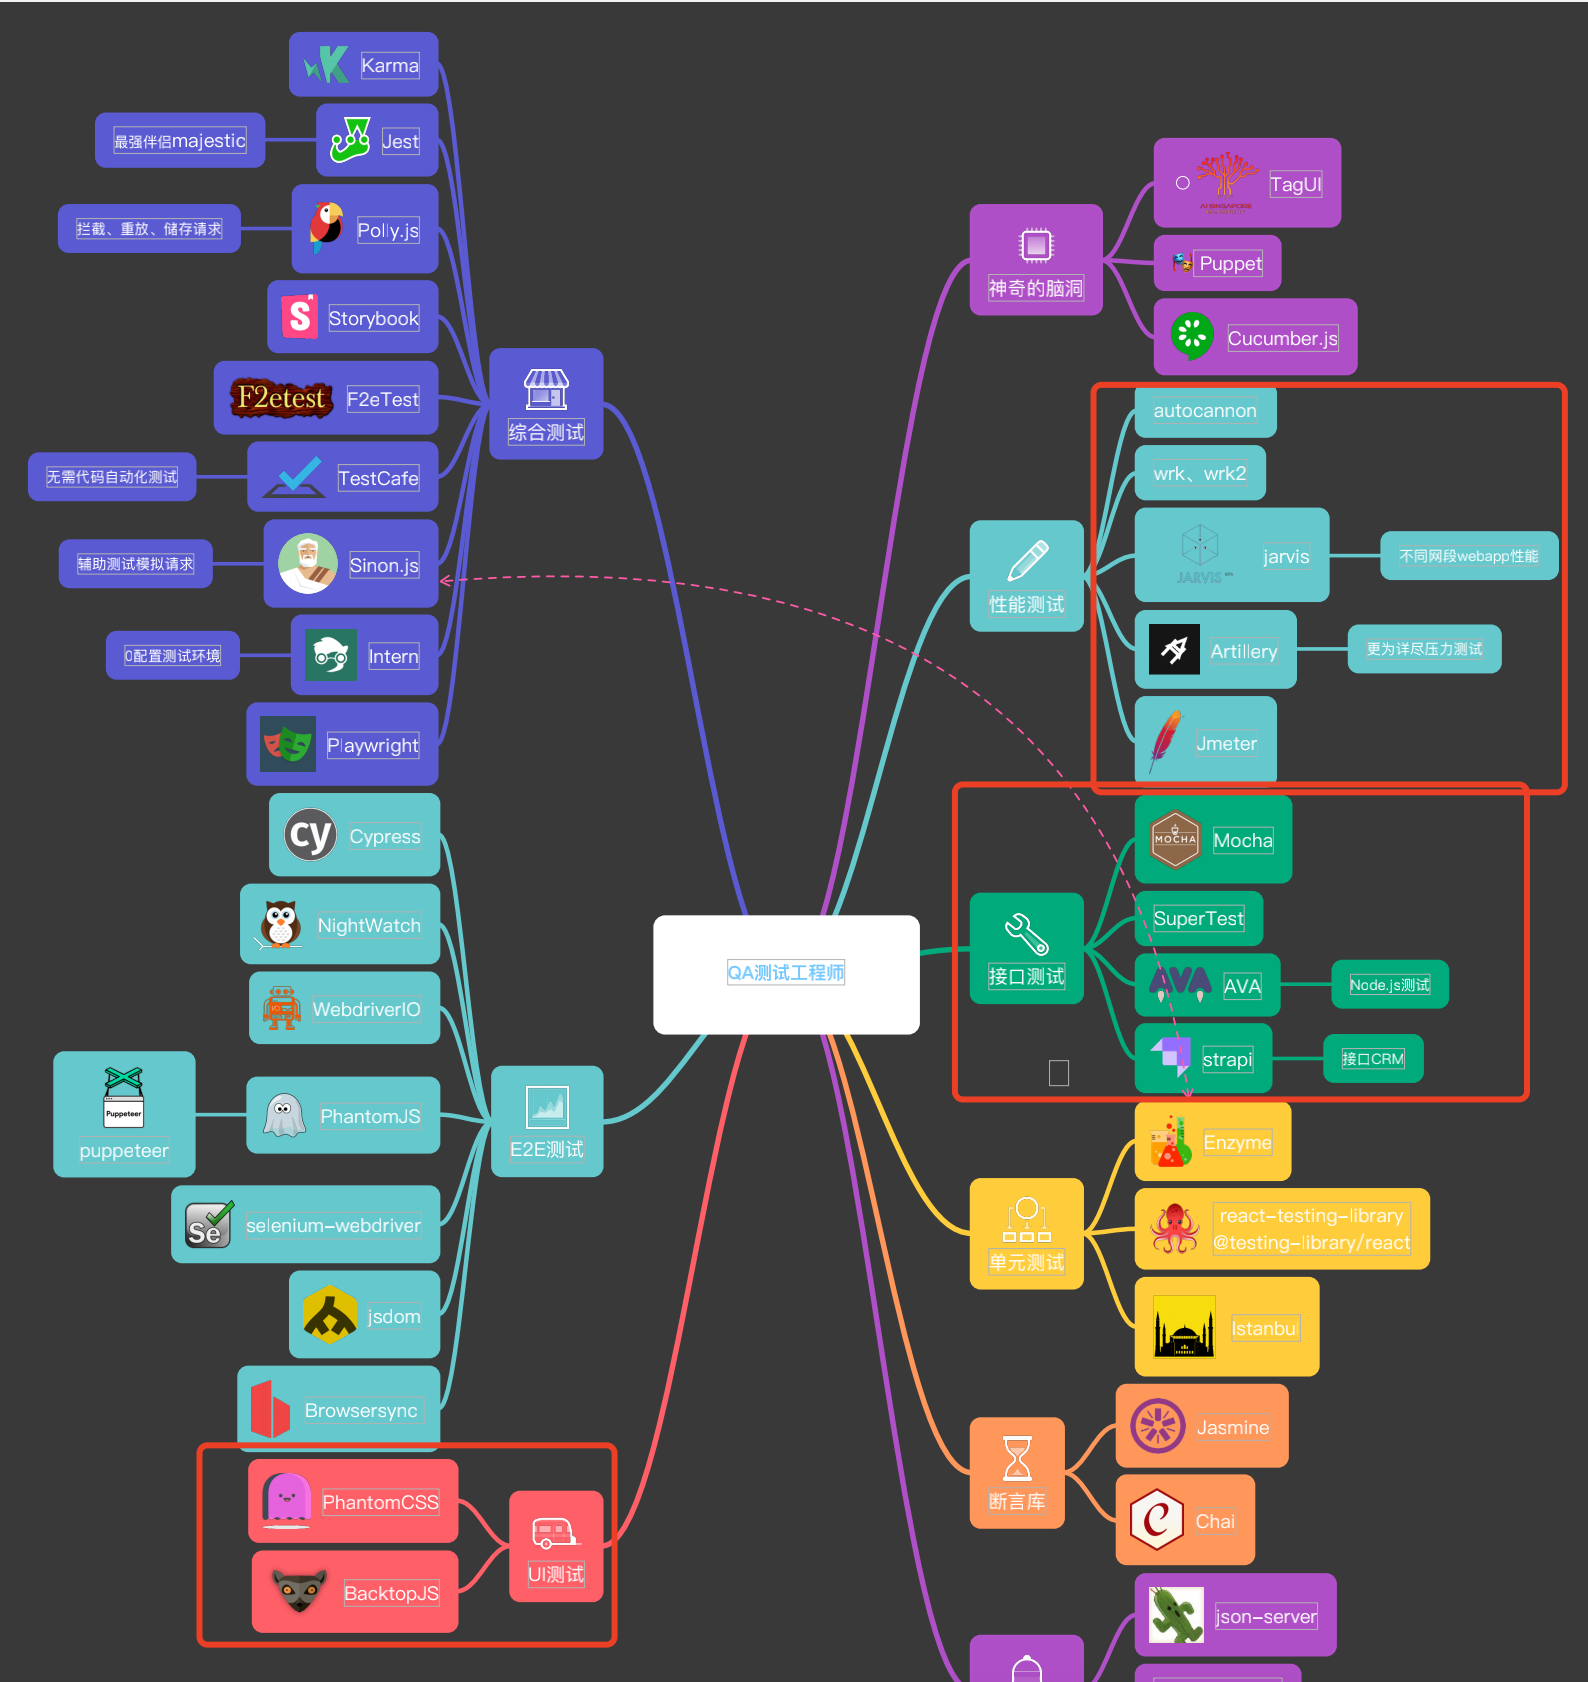 Karma
最强伴侣majestic
Jest
拦截、重放、储存请求
Polly.js
S
Storybook
F2etest
F2eTest
综合测试
无需代码自动化测试
TestCafe
辅助测试模拟请求
Sinon.js
0配置测试环境
Intern
Playwright
cy
Cypress
NightWatch
WebdriverIO
Puppeteer
puppeteer
PhantomJS
E2E测试
Se
selenium-webdriver
jsdom
Browsersync
PhantomCSS
UI测试
BacktopJS
QA测试工程师
AI SINGAPORE
TagUI
神奇的脑洞
Puppet
Cucumber.js
autocannon
wrk、wrk2
性能测试
JARVIS
jarvis
不同网段webapp性能
Artillery
更为详尽压力测试
Jmeter
MOCHA
Mocha
SuperTest
接口测试
AVA
AVA
Node.js测试
strapi
接口CRM
Enzyme
react-testing-library
@testing-library/react
单元测试
Istanbul
Jasmine
断言库
C
Chai
json-server